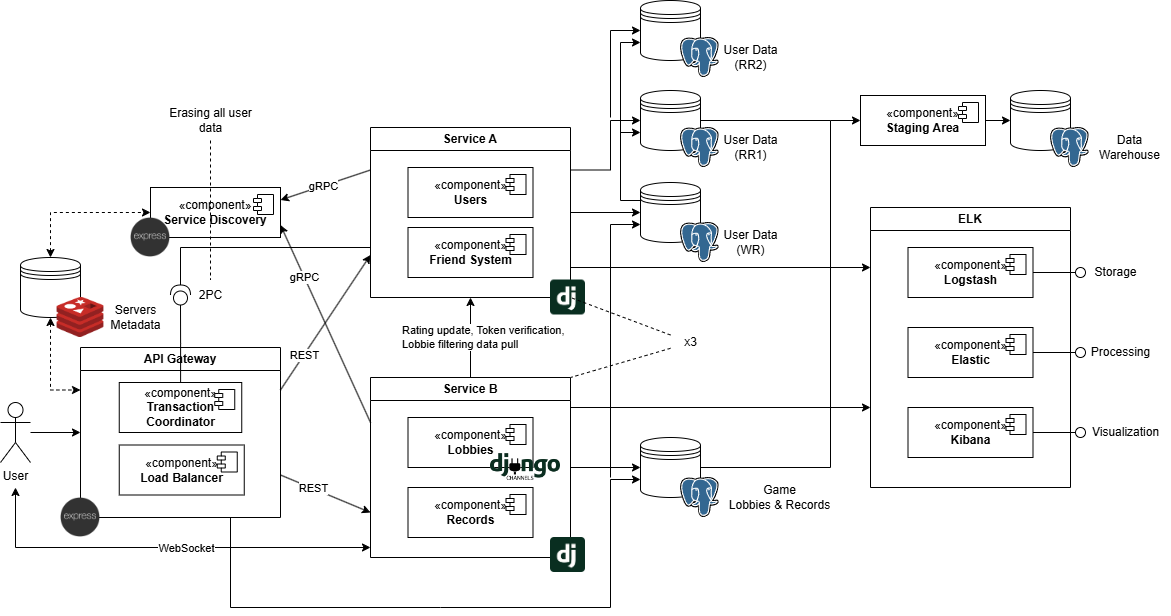 User Data
(RR2)
Erasing all user
data
«component»
Staging Area
User Data
(RR1)
Data
Warehouse
Service A
«component»
Users
gRPC
«component»
Service Discovery
express
«component»
Friend System
User Data
(WR)
ELK
«component»
Logstash
Storage
gRPC
2PC
Servers
Metadata
dj
Rating update, Token verification,
Lobbie filtering data pull
x3
REST
API Gateway
«component»
Transaction
Coordinator
«component»
Load Balancer
express
User
«component»
Elastic
Processing
Service B
«component»
Lobbies
django
CHANNELS
«component»
Records
dj
REST
WebSocket
Game
Lobbies & Records
«component»
Kibana
Visualization